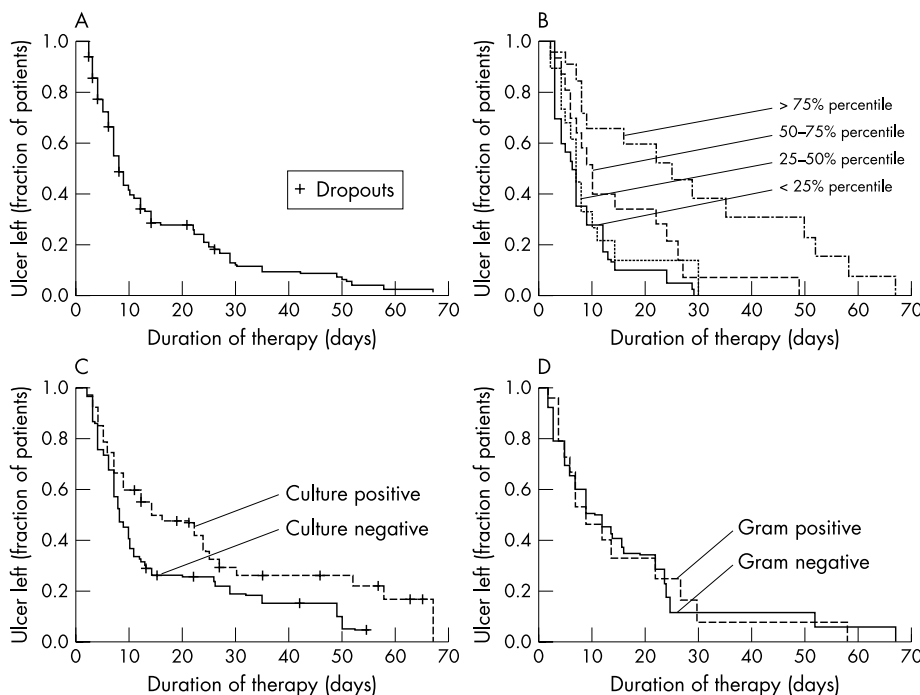 A
Ulcer left (fraction of patients)
1.0
0.8
0.6
0.4
0.2
0.0
+ Dropouts
0 10 20 30 40 50 60 70
Duration of therapy (days)
B
Ulcer left (fraction of patients)
1.0
0.8
0.6
0.4
0.2
0.0
> 75% percentile
50–75% percentile
25–50% percentile
< 25% percentile
0 10 20 30 40 50 60 70
Duration of therapy (days)
C
Ulcer left (fraction of patients)
1.0
0.8
0.6
0.4
0.2
0.0
Culture positive
Culture negative
0 10 20 30 40 50 60 70
Duration of therapy (days)
D
Ulcer left (fraction of patients)
1.0
0.8
0.6
0.4
0.2
0.0
Gram positive
Gram negative
0 10 20 30 40 50 60 70
Duration of therapy (days)